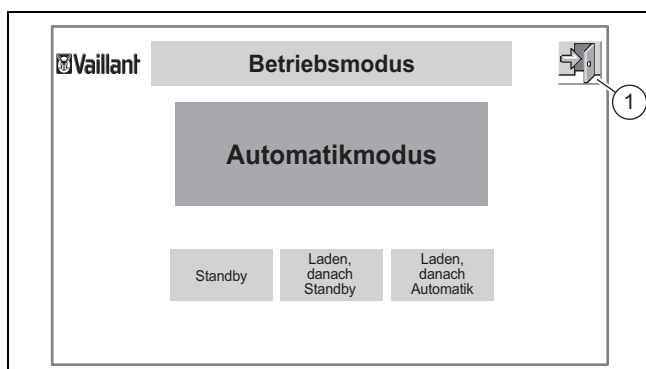 Vaillant
Betriebsmodus
1
Automatikmodus
Standby
Laden,
danach
Standby
Laden,
danach
Automatik